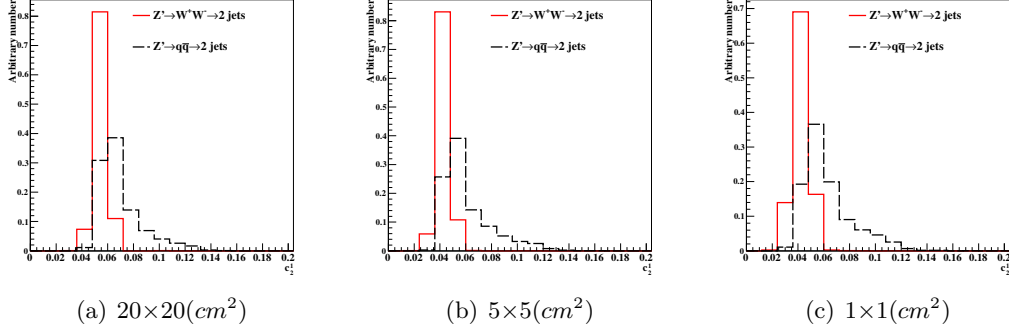 Arbitrary number
0.8
0.7
0.6
0.5
0.4
0.3
0.2
0.1
0
Z'→W⁺W⁻→2 jets
Z'→qq̅→2 jets
0 0.02 0.04 0.06 0.08 0.1 0.12 0.14 0.16 0.18 0.2
c₂¹
(a) 20×20(cm²)
Arbitrary number
0.8
0.7
0.6
0.5
0.4
0.3
0.2
0.1
0
Z'→W⁺W⁻→2 jets
Z'→qq̅→2 jets
0 0.02 0.04 0.06 0.08 0.1 0.12 0.14 0.16 0.18 0.2
c₂¹
(b) 5×5(cm²)
Arbitrary number
0.7
0.6
0.5
0.4
0.3
0.2
0.1
0
Z'→W⁺W⁻→2 jets
Z'→qq̅→2 jets
0 0.02 0.04 0.06 0.08 0.1 0.12 0.14 0.16 0.18 0.2
c₂¹
(c) 1×1(cm²)